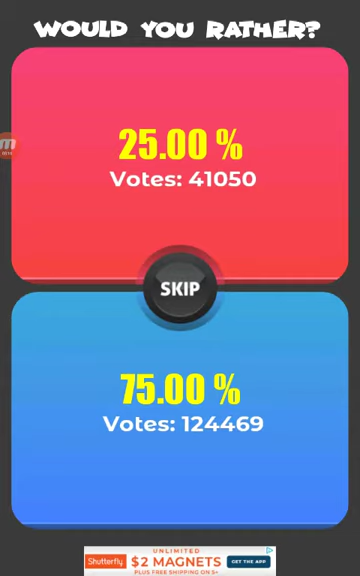 WOULD YOU RATHER?
25.00 %
Votes: 41050
SKIP
75.00 %
Votes: 124469
UNLIMITED
Shutterfly $2 MAGNETS GET THE APP
PLUS FREE SHIPPING ON 5+